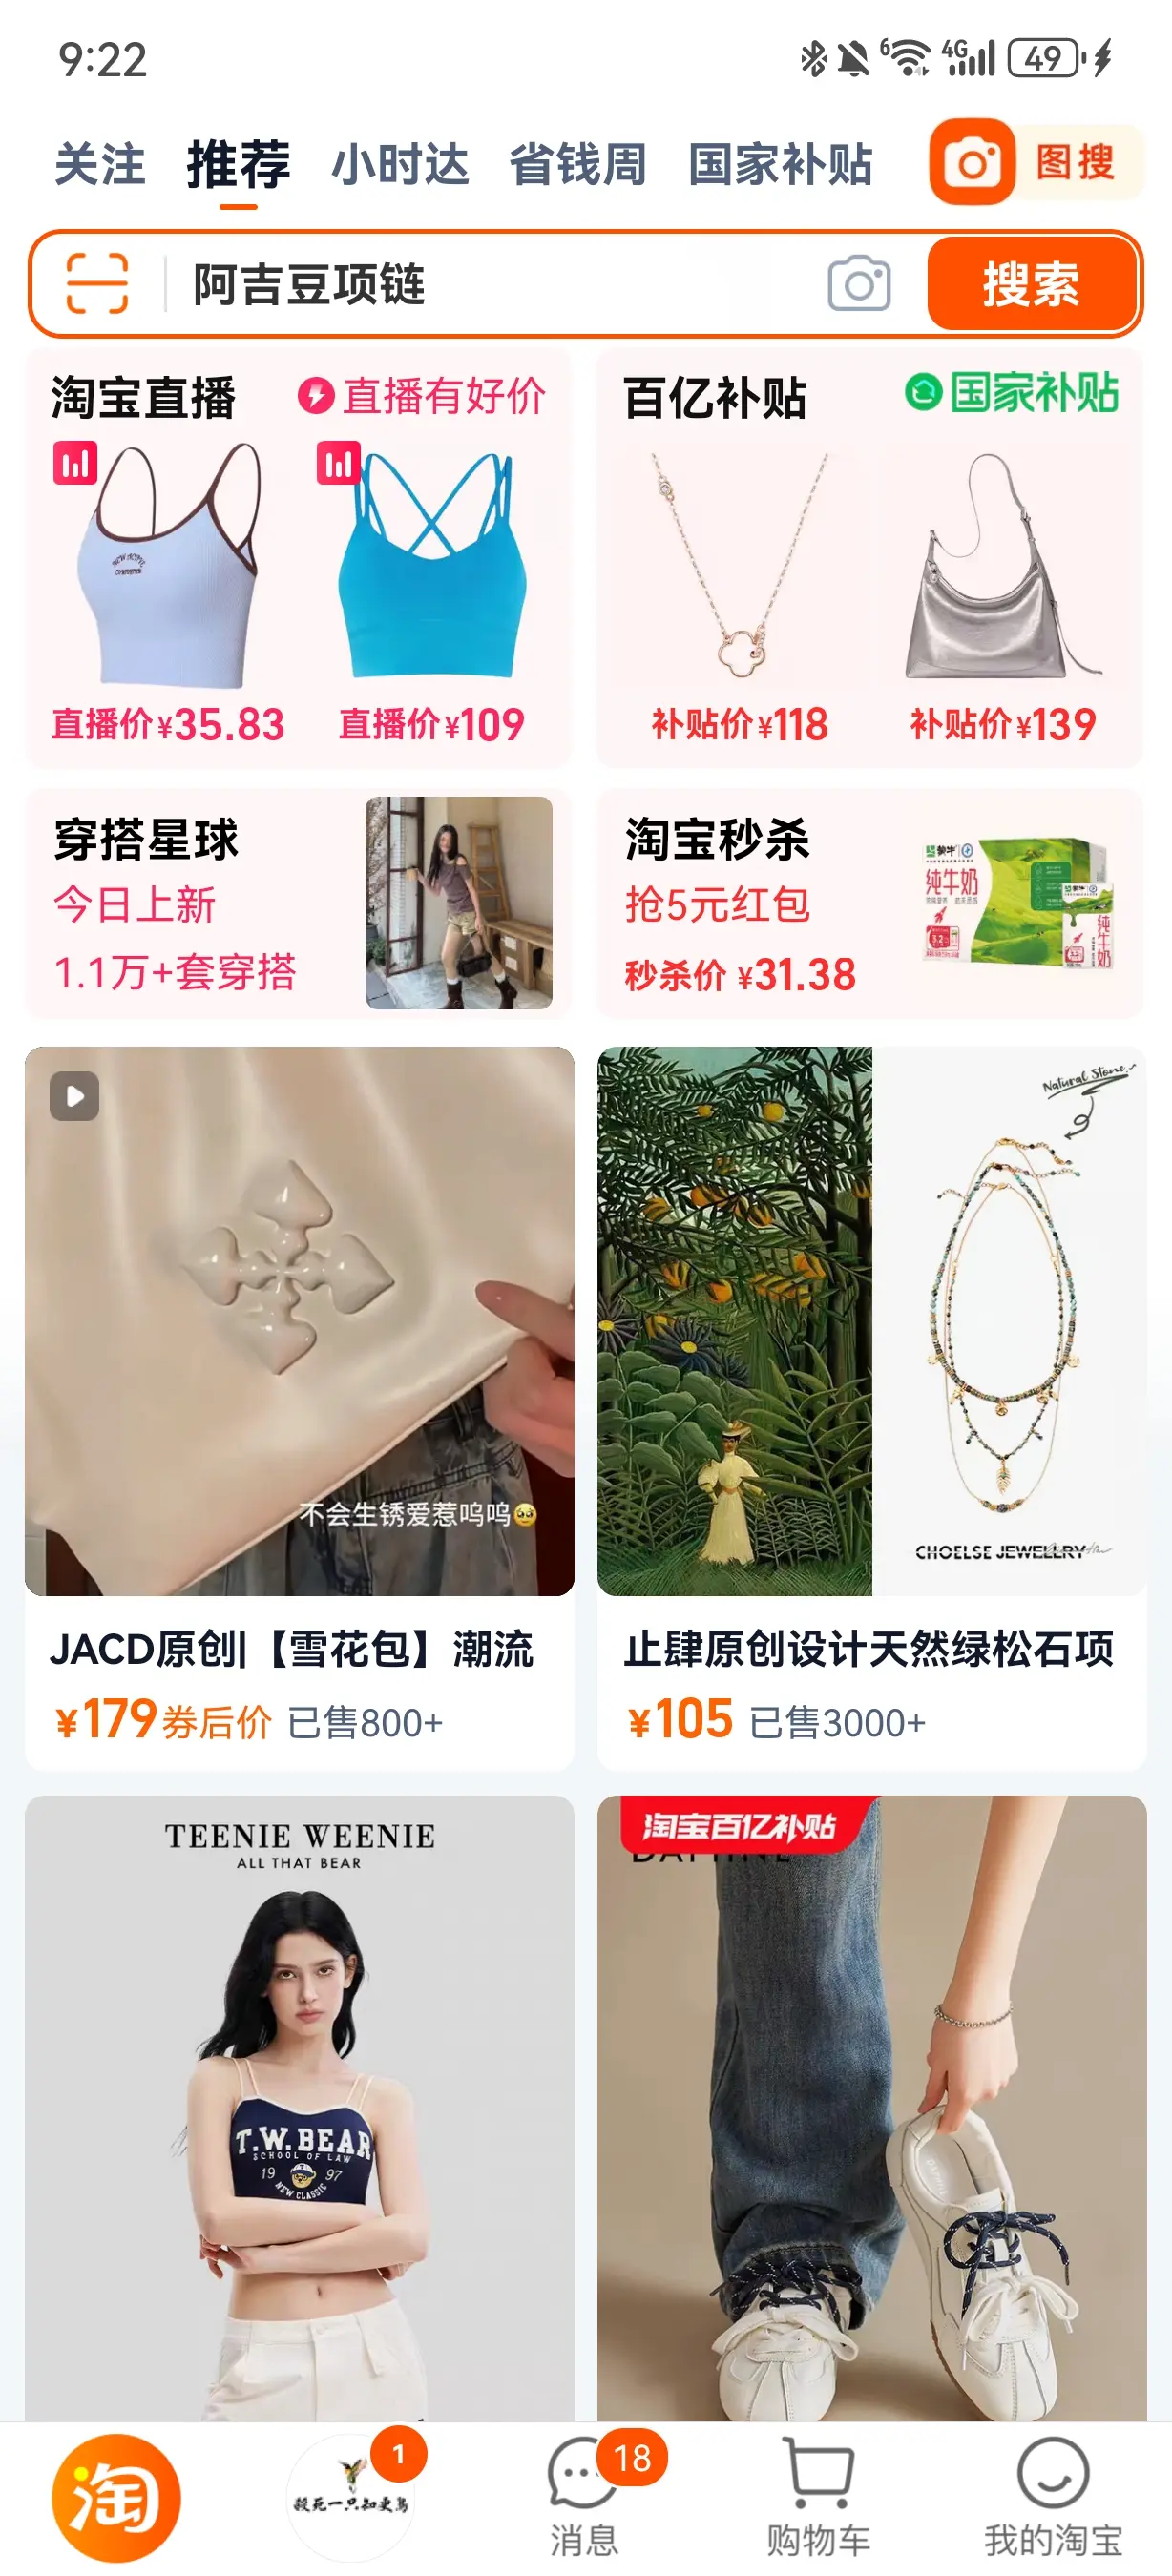 9:22
6 4G 49
关注 推荐 小时达 省钱周 国家补贴 图搜
阿吉豆项链 搜索
淘宝直播 直播有好价
直播价¥35.83 直播价¥109
百亿补贴 国家补贴
补贴价¥118 补贴价¥139
穿搭星球
今日上新
1.1万+套穿搭
淘宝秒杀
抢5元红包
秒杀价 ¥31.38
蒙牛
纯牛奶
纯牛奶
不会生锈爱惹呜呜🥹
JACD原创|【雪花包】潮流
¥179券后价 已售800+
Natural Stone.
CHOELSE JEWELLRY
止肆原创设计天然绿松石项
¥105 已售3000+
TEENIE WEENIE
ALL THAT BEAR
T.W.BEAR
SCHOOL OF LAW
19 97
NEW CLASSIC
淘宝百亿补贴
淘
殺死一只知更鸟
1
消息 18
购物车
我的淘宝